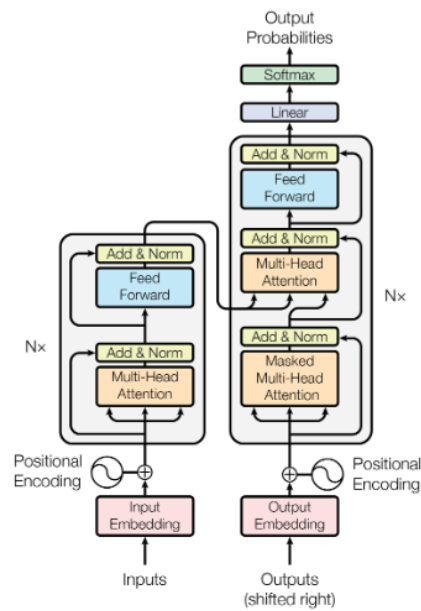 Output
Probabilities
Softmax
Linear
Add & Norm
Feed
Forward
Add & Norm
Multi-Head
Attention
Add & Norm
Masked
Multi-Head
Attention
N×
Positional
Encoding
Output
Embedding
Outputs
(shifted right)
Add & Norm
Feed
Forward
Add & Norm
Multi-Head
Attention
N×
Positional
Encoding
Input
Embedding
Inputs